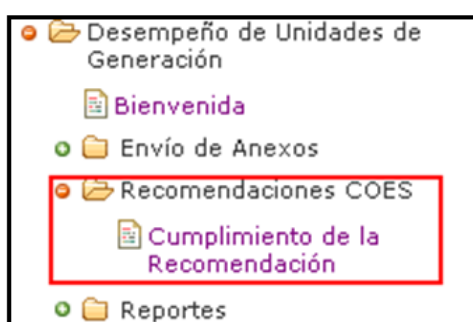 Desempeño de Unidades de
Generación
Bienvenida
Envío de Anexos
Recomendaciones COES
Cumplimiento de la
Recomendación
Reportes